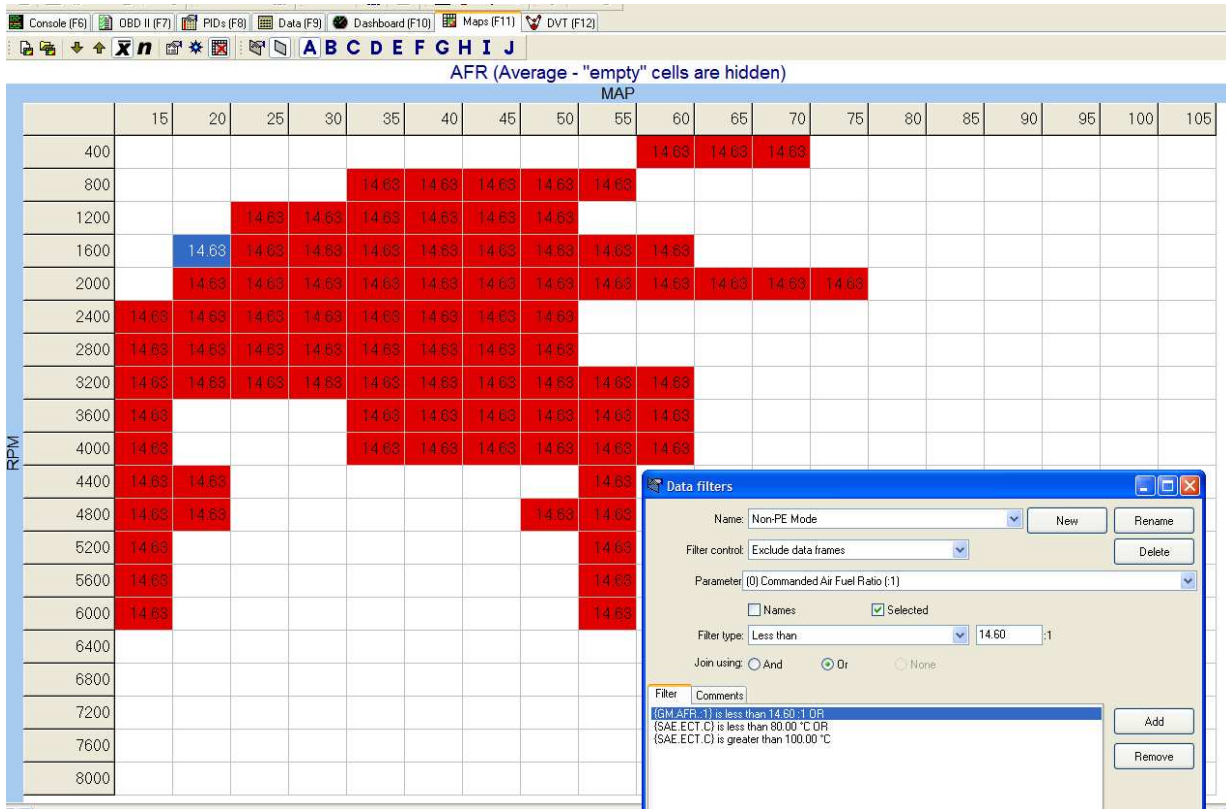 Console (F6) OBD II (F7) PIDs (F8) Data (F9) Dashboard (F10) Maps (F11) DVT (F12)
x n A B C D E F G H I J
AFR (Average - "empty" cells are hidden)
MAP
15 20 25 30 35 40 45 50 55 60 65 70 75 80 85 90 95 100 105
400 14.63 14.63 14.63
800 14.63 14.63 14.63 14.63 14.63
1200 14.63 14.63 14.63 14.63 14.63 14.63
1600 14.63 14.63 14.63 14.63 14.63 14.63 14.63 14.63 14.63
2000 14.63 14.63 14.63 14.63 14.63 14.63 14.63 14.63 14.63 14.63 14.63 14.63
2400 14.63 14.63 14.63 14.63 14.63 14.63 14.63 14.63
2800 14.63 14.63 14.63 14.63 14.63 14.63 14.63 14.63
3200 14.63 14.63 14.63 14.63 14.63 14.63 14.63 14.63 14.63 14.63
3600 14.63 14.63 14.63 14.63 14.63 14.63 14.63
RPM
4000 14.63 14.63 14.63 14.63 14.63 14.63 14.63
4400 14.63 14.63 14.63
4800 14.63 14.63 14.63 14.63
5200 14.63 14.63
5600 14.63 14.63
6000 14.63 14.63
6400
6800
7200
7600
8000
Data filters
Name: Non-PE Mode New Rename
Filter control: Exclude data frames Delete
Parameter (0) Commanded Air Fuel Ratio (:1)
Names Selected
Filter type: Less than 14.60 :1
Join using: And Or None
Filter Comments
{GM.AFR.:1} is less than 14.60 :1 OR
{SAE.ECT.C} is less than 80.00 °C OR
{SAE.ECT.C} is greater than 100.00 °C
Add
Remove